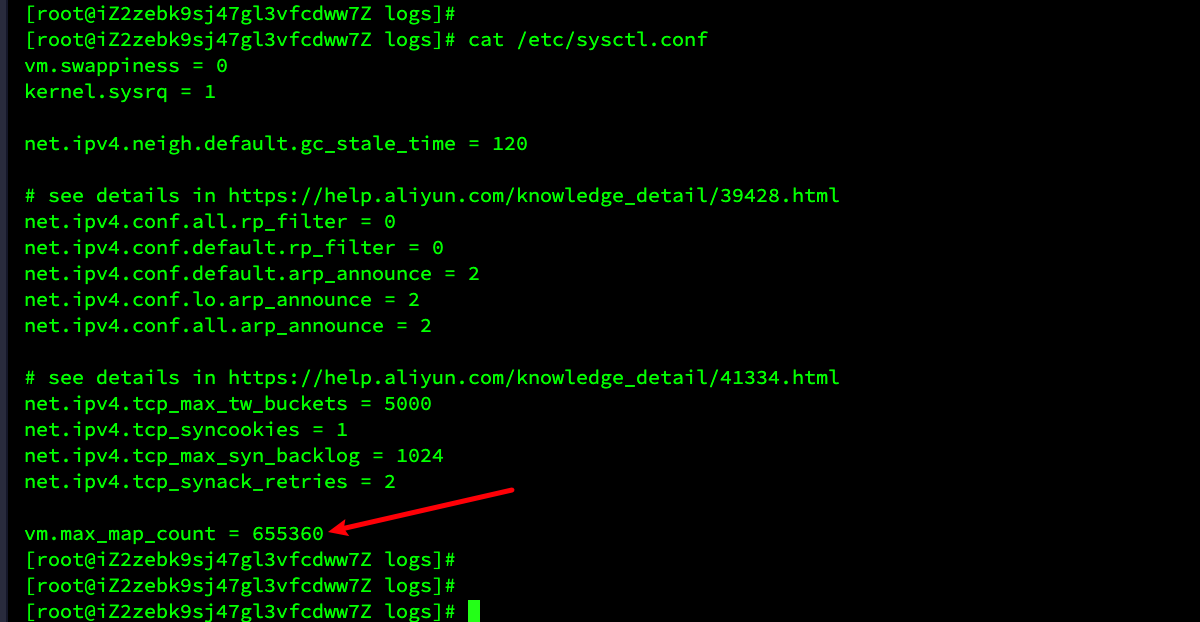 [root@iZ2zebk9sj47gl3vfcdww7Z logs]#
[root@iZ2zebk9sj47gl3vfcdww7Z logs]# cat /etc/sysctl.conf
vm.swappiness = 0
kernel.sysrq = 1
net.ipv4.neigh.default.gc_stale_time = 120
# see details in https://help.aliyun.com/knowledge_detail/39428.html
net.ipv4.conf.all.rp_filter = 0
net.ipv4.conf.default.rp_filter = 0
net.ipv4.conf.default.arp_announce = 2
net.ipv4.conf.lo.arp_announce = 2
net.ipv4.conf.all.arp_announce = 2
# see details in https://help.aliyun.com/knowledge_detail/41334.html
net.ipv4.tcp_max_tw_buckets = 5000
net.ipv4.tcp_syncookies = 1
net.ipv4.tcp_max_syn_backlog = 1024
net.ipv4.tcp_synack_retries = 2
vm.max_map_count = 655360
[root@iZ2zebk9sj47gl3vfcdww7Z logs]#
[root@iZ2zebk9sj47gl3vfcdww7Z logs]#
[root@iZ2zebk9sj47gl3vfcdww7Z logs]#